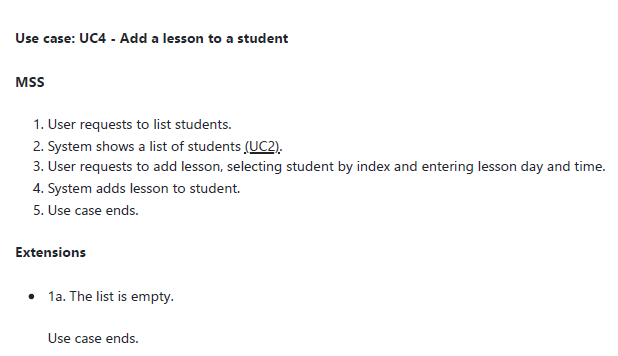 Use case: UC4 - Add a lesson to a student
MSS
1. User requests to list students.
2. System shows a list of students (UC2).
3. User requests to add lesson, selecting student by index and entering lesson day and time.
4. System adds lesson to student.
5. Use case ends.
Extensions
• 1a. The list is empty.
Use case ends.